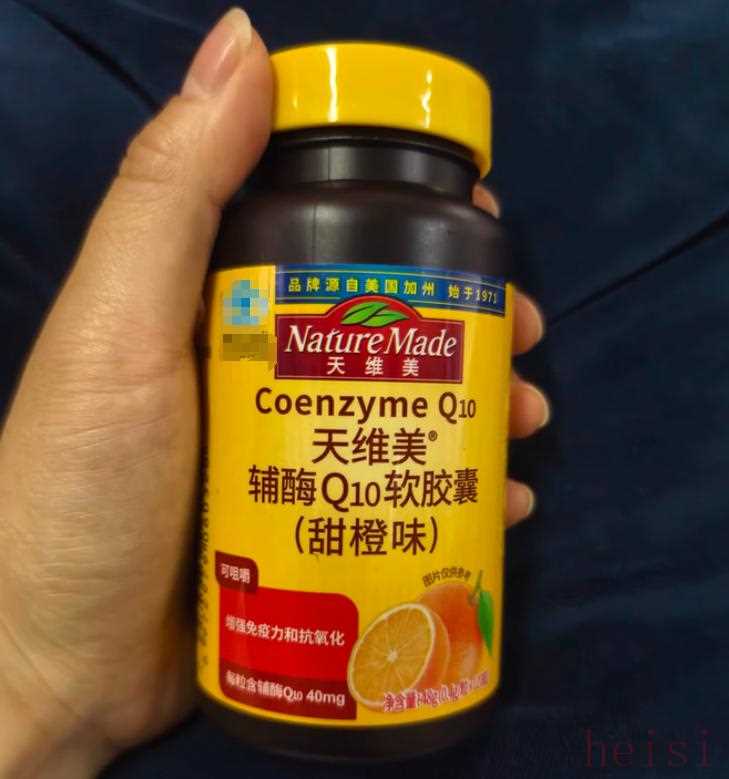 品牌源自美国加州 始于1971
Nature Made
天维美
Coenzyme Q10
天维美®
辅酶Q10软胶囊
(甜橙味)
可咀嚼
图片仅供参考
增强免疫力和抗氧化
每粒含辅酶Q10 40mg
净含量:
heisi